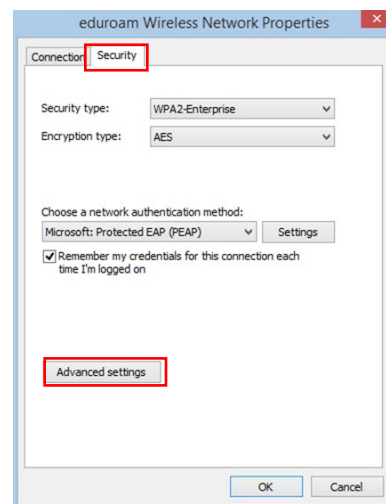 eduroam Wireless Network Properties
Connection Security
Security type: WPA2-Enterprise
Encryption type: AES
Choose a network authentication method:
Microsoft: Protected EAP (PEAP) Settings
Remember my credentials for this connection each
time I'm logged on
Advanced settings
OK Cancel